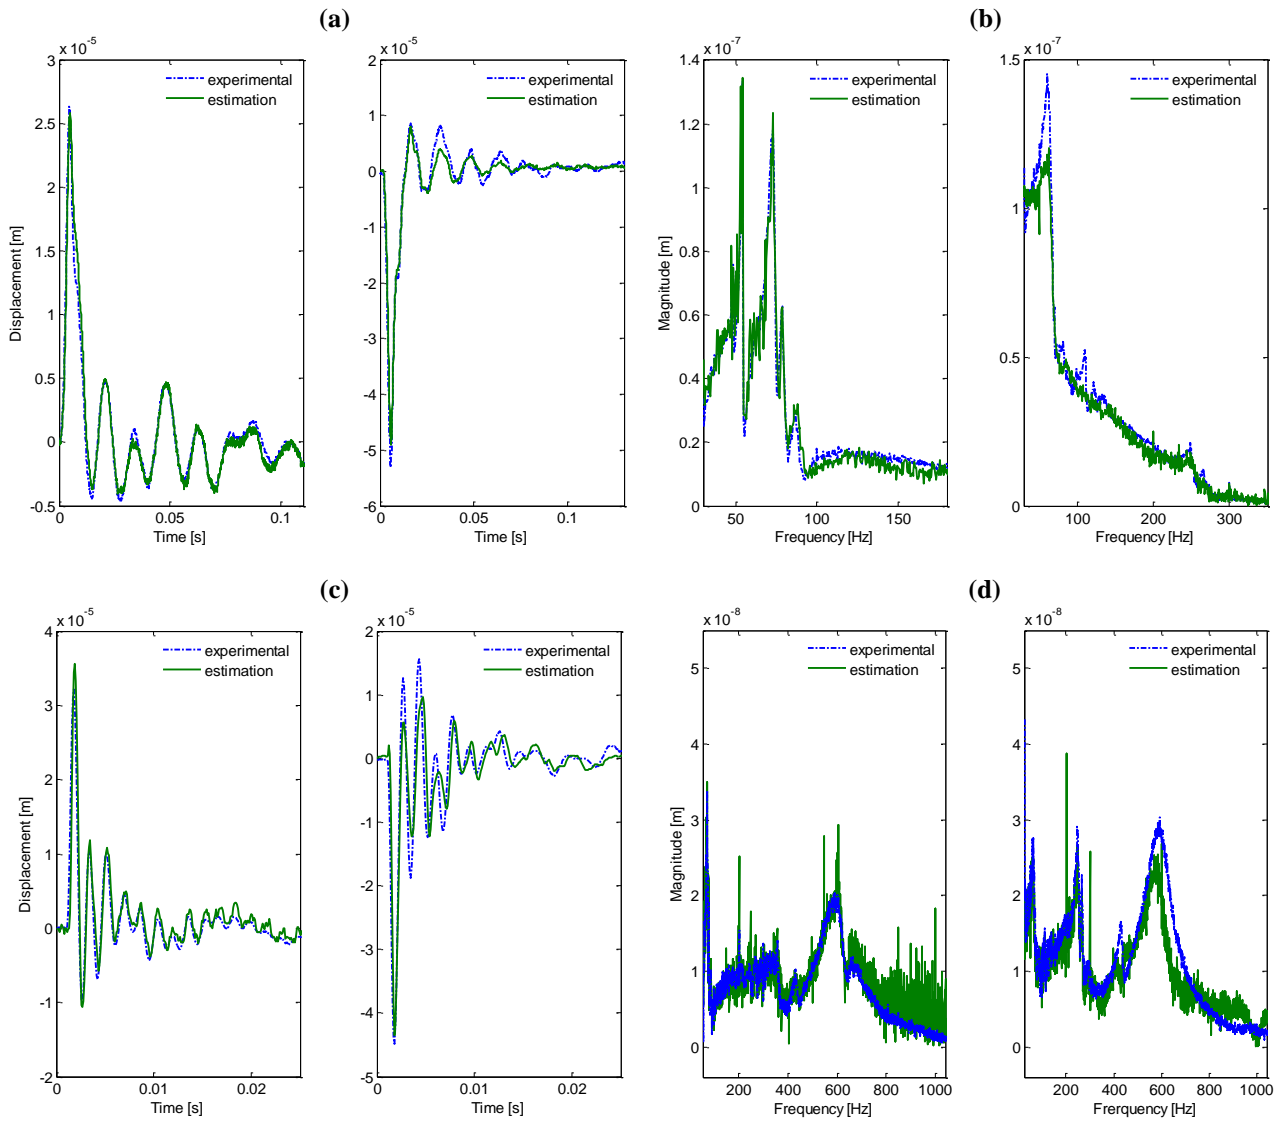 (a)
(b)
x 10-5
3
2.5
2
1.5
1
0.5
0
-0.5
0
0.05
0.1
Displacement [m]
Time [s]
experimental
estimation
x 10-5
2
1
0
-1
-2
-3
-4
-5
-6
0
0.1
Time [s]
experimental
estimation
x 10-7
1.4
1.2
1
0.8
0.6
0.4
0.2
0
50
100
150
Magnitude [m]
Frequency [Hz]
experimental
estimation
x 10-7
1.5
1
0.5
0
100
200
300
Frequency [Hz]
experimental
estimation
(c)
(d)
x 10-5
4
3
2
1
0
-1
-2
0
0.01
0.02
Displacement [m]
Time [s]
experimental
estimation
x 10-5
2
1
0
-1
-2
-3
-4
-5
0
0.01
0.02
Time [s]
experimental
estimation
x 10-8
5
4
3
2
1
0
200
400
600
800
1000
Magnitude [m]
Frequency [Hz]
experimental
estimation
x 10-8
5
4
3
2
1
0
200
400
600
800
1000
Frerquency [Hz]
experimental
estimation